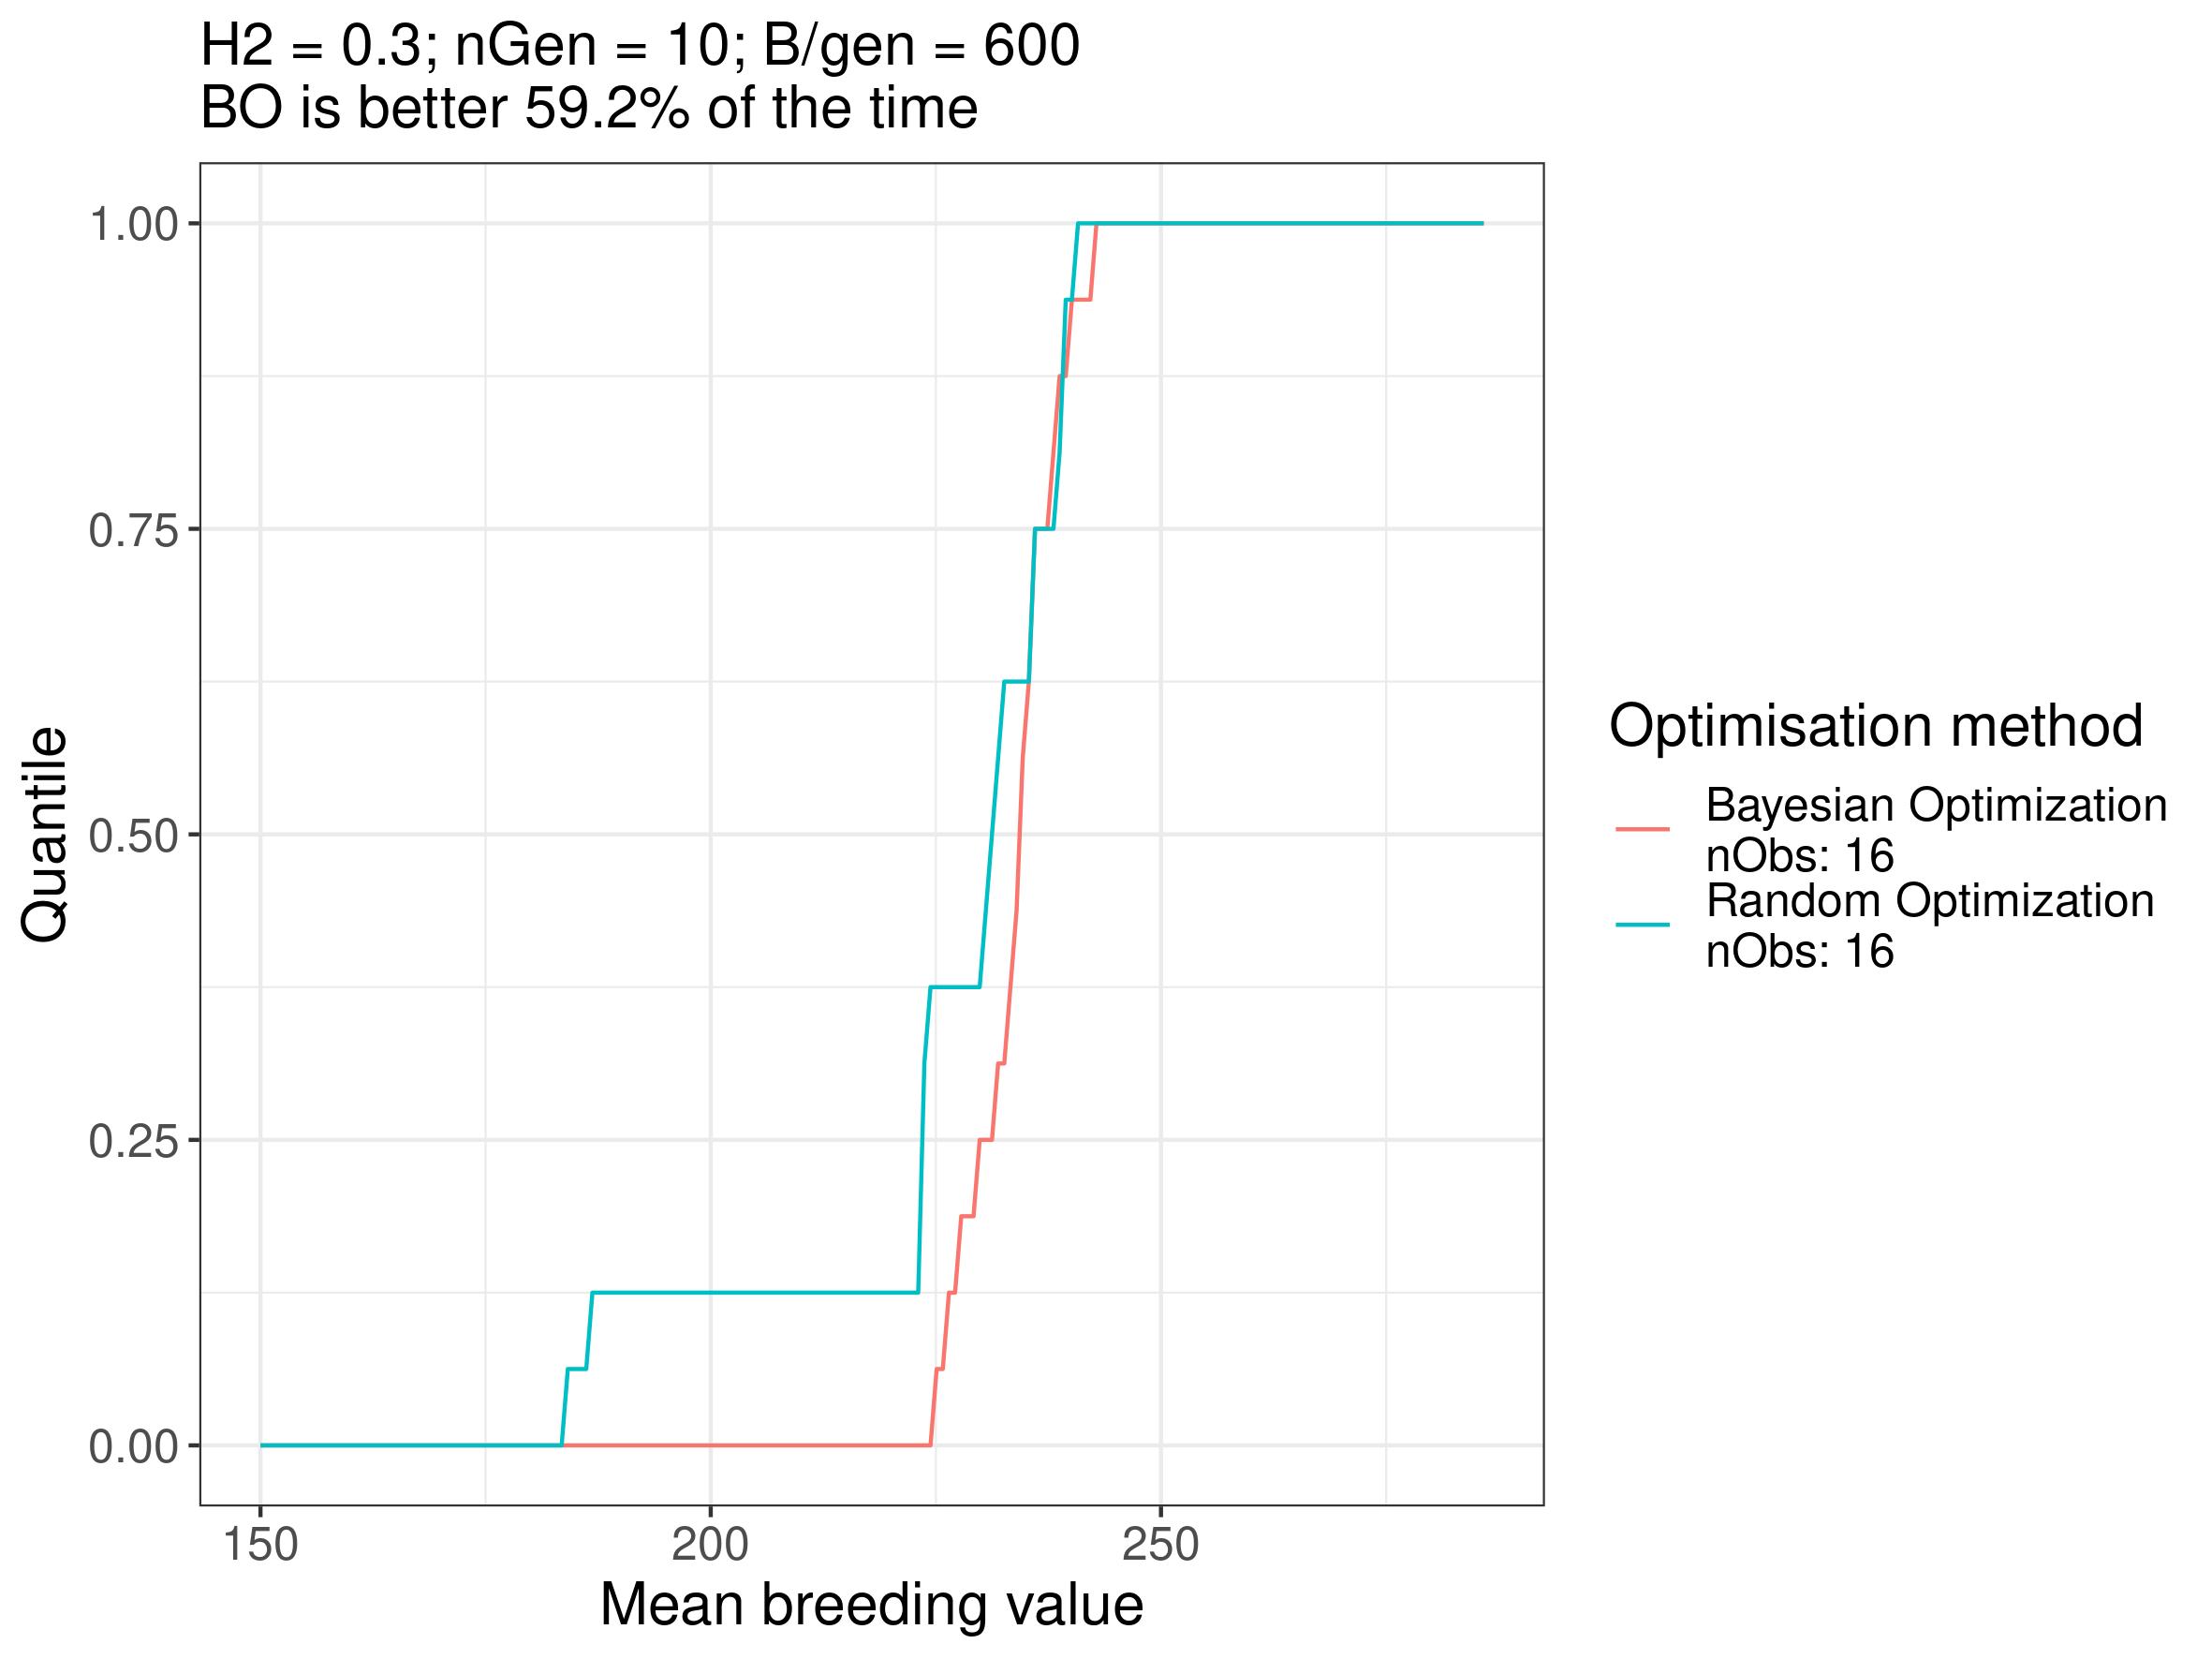 H2 = 0.3; nGen = 10; B/gen = 600
BO is better 59.2% of the time
1.00
0.75
0.50
0.25
0.00
Quantile
150
200
250
Mean breeding value
Optimisation method
Bayesian Optimization
nObs: 16
Random Optimization
nObs: 16